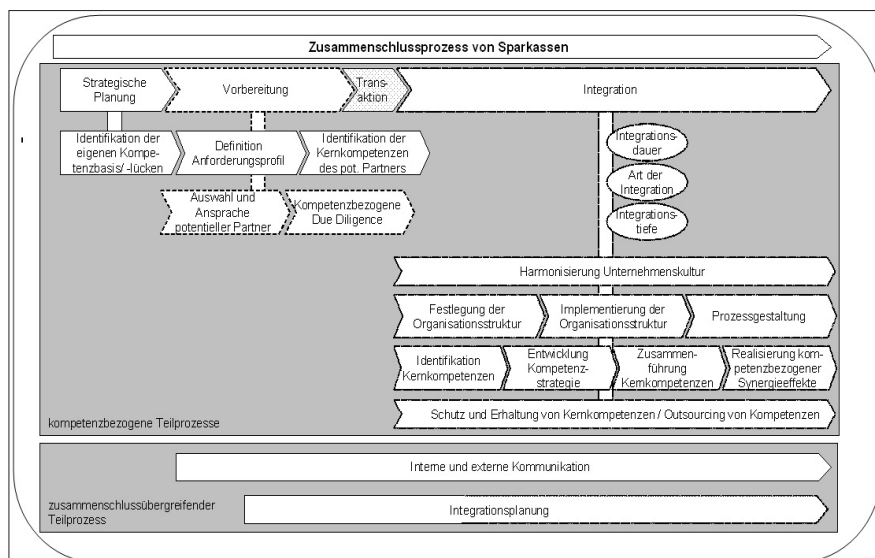 Zusammenschlussprozess von Sparkassen
Strategische
Planung
Vorbereitung
Trans-
aktion
Integration
Identifikation der
eigenen Kompe-
tenzbasis/ -lücken
Definition
Anforderungsprofil
Identifikation der
Kernkompetenzen
des pot. Partners
Auswahl und
Ansprache
potentieller Partner
Kompetenzbezogene
Due Diligence
Integrations-
dauer
Art der
Integration
Integrations-
tiefe
Harmonisierung Unternehmenskultur
Festlegung der
Organisationsstruktur
Implementierung der
Organisationsstruktur
Prozessgestaltung
Identifikation
Kernkompetenzen
Entwicklung
Kompetenz-
strategie
Zusammen-
führung
Kernkompetenzen
Realisierung kom-
petenzbezogener
Synergieeffekte
Schutz und Erhaltung von Kernkompetenzen / Outsourcing von Kompetenzen
kompetenzbezogene Teilprozesse
Interne und externe Kommunikation
zusammenschlussübergreifender
Teilprozess
Integrationsplanung